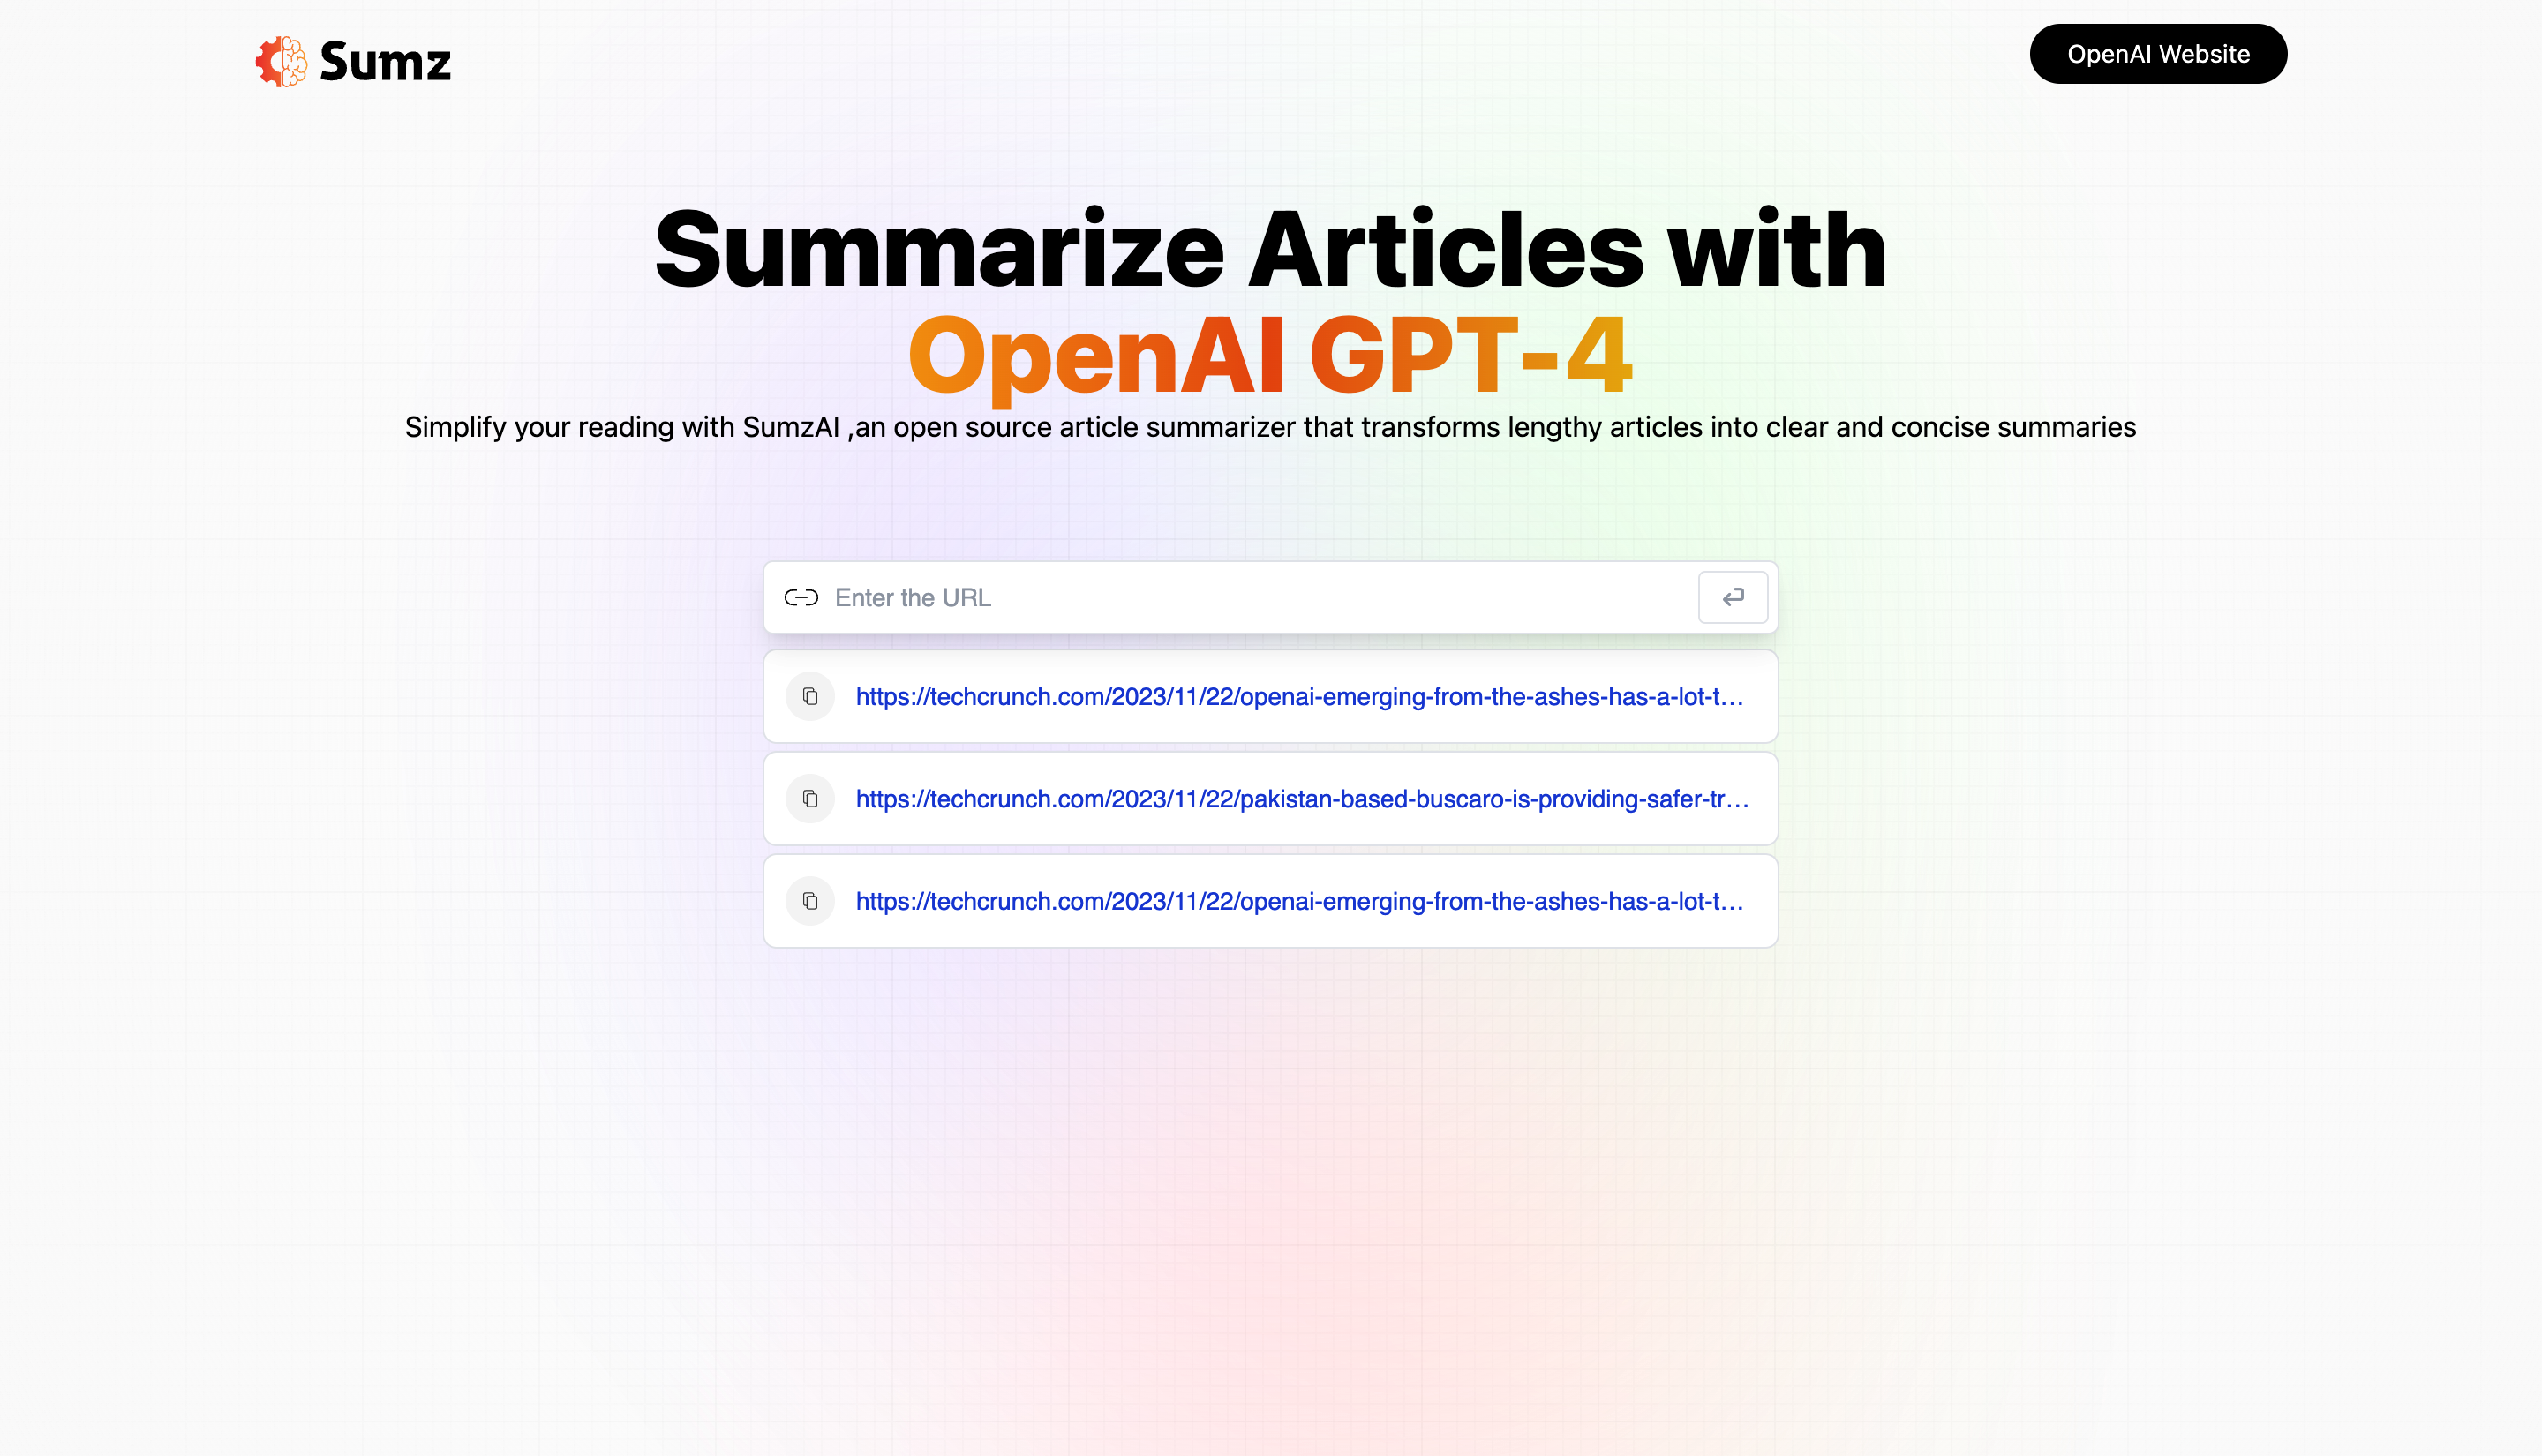 Sumz
OpenAI Website
Summarize Articles with
OpenAI GPT-4
Simplify your reading with SumzAI ,an open source article summarizer that transforms lengthy articles into clear and concise summaries
Enter the URL
https://techcrunch.com/2023/11/22/openai-emerging-from-the-ashes-has-a-lot-t...
https://techcrunch.com/2023/11/22/pakistan-based-buscaro-is-providing-safer-tr...
https://techcrunch.com/2023/11/22/openai-emerging-from-the-ashes-has-a-lot-t...